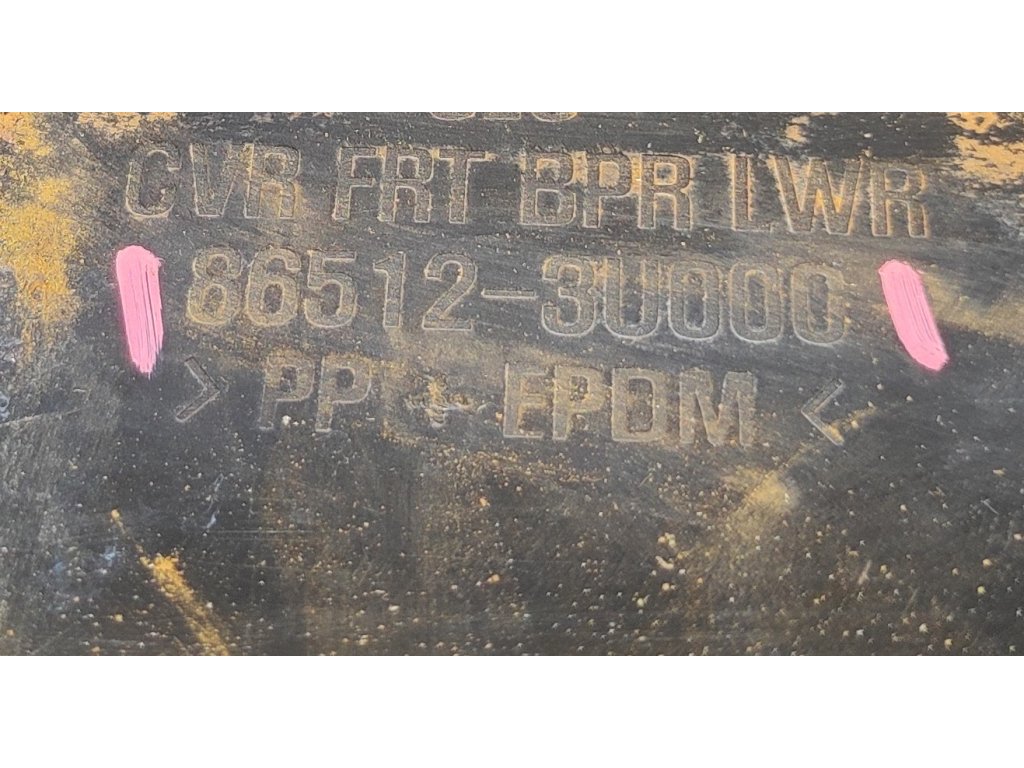 CVR FRT BPR LWR
86512-3U000
> PP + EPDM <